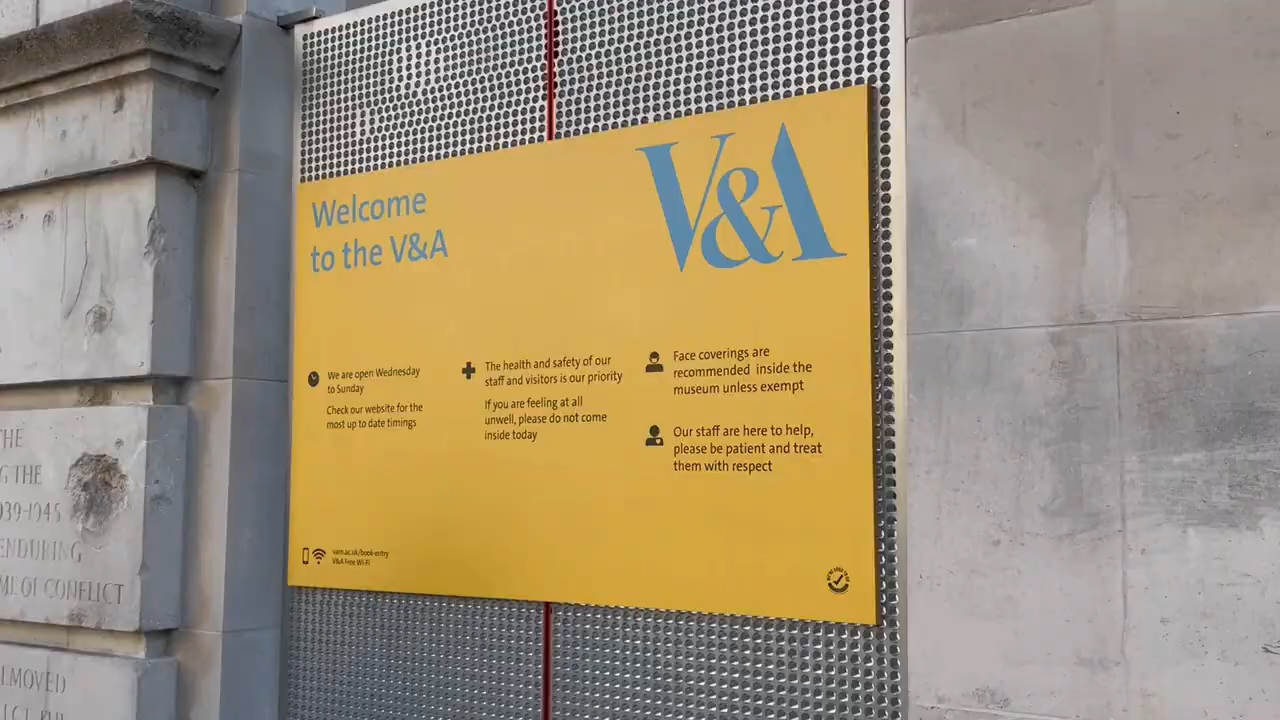 Welcome
to the V&A
V&A
We are open Wednesday
to Sunday
Check our website for the
most up to date timings
The health and safety of our
staff and visitors is our priority
If you are feeling at all
unwell, please do not come
inside today
Face coverings are
recommended inside the
museum unless exempt
Our staff are here to help,
please be patient and treat
them with respect
vam.ac.uk/book-entry
V&A Free Wi-Fi
THE
THE
1939-1945
ENDURING
OF CONFLICT